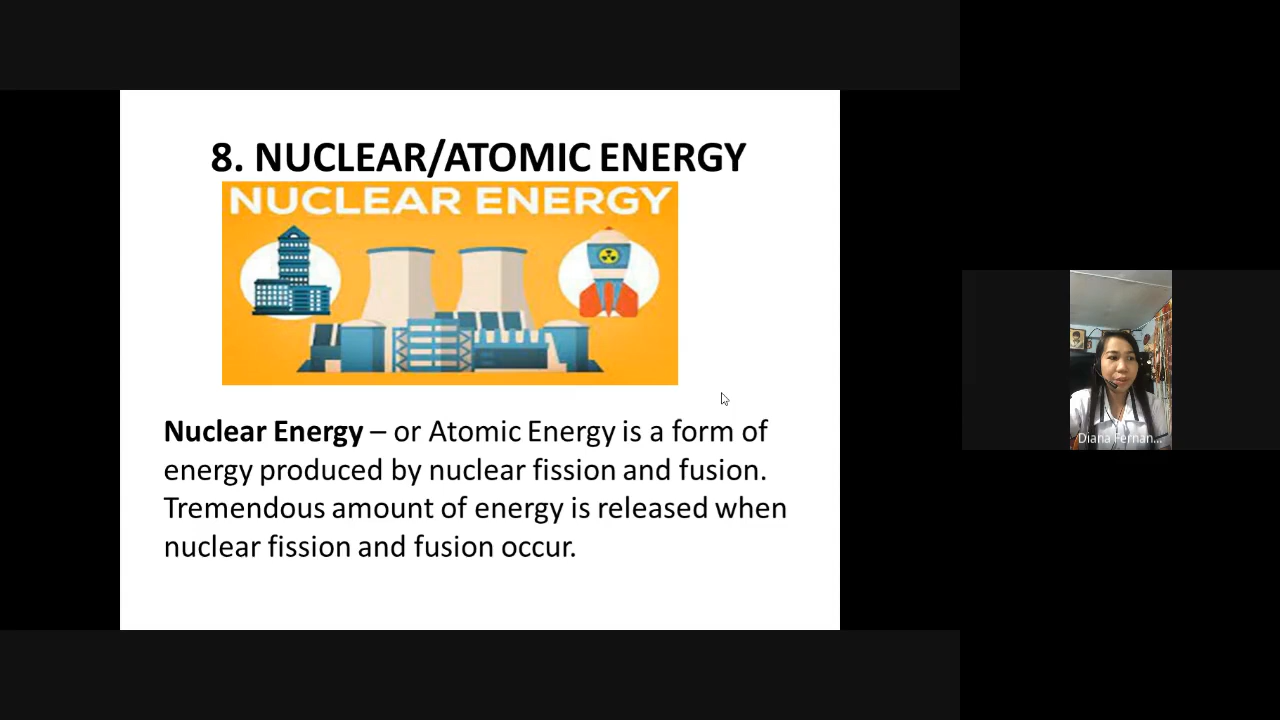 8. NUCLEAR/ATOMIC ENERGY
NUCLEAR ENERGY
Nuclear Energy – or Atomic Energy is a form of
energy produced by nuclear fission and fusion.
Tremendous amount of energy is released when
nuclear fission and fusion occur.
Diana Fernan...